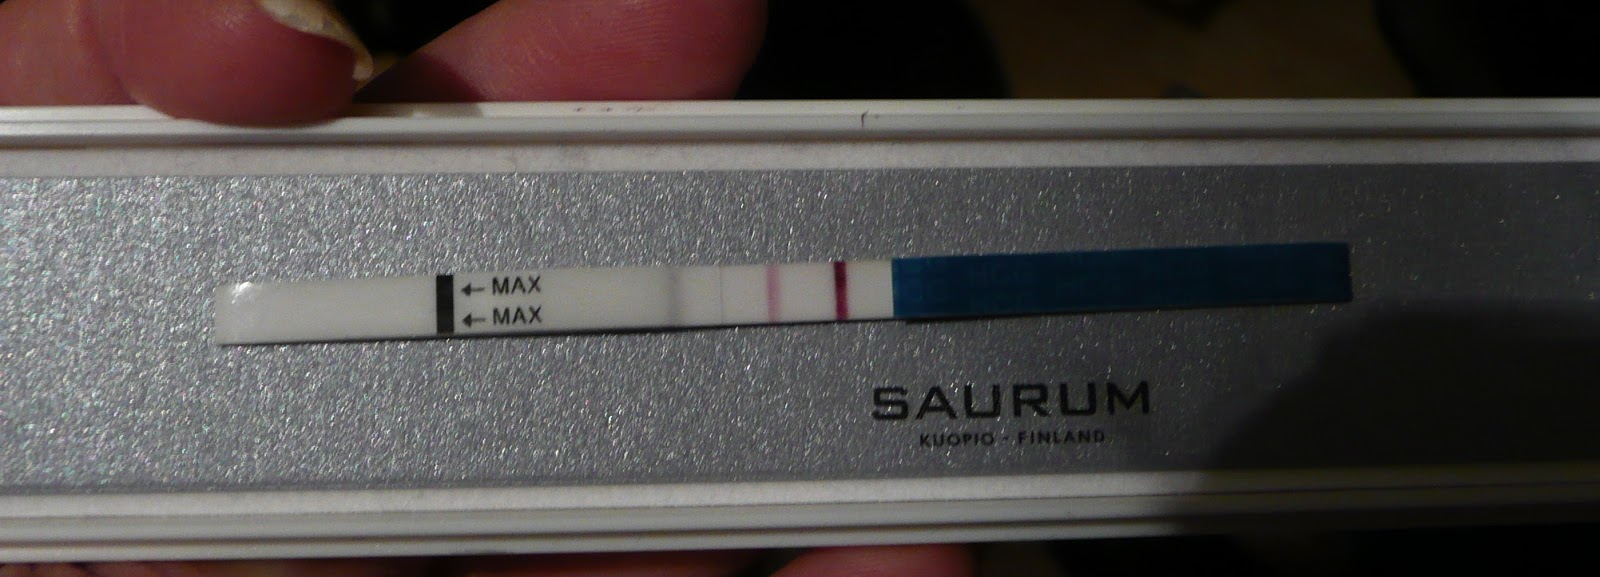 ← MAX
← MAX
SAURUM
KUOPIO - FINLAND